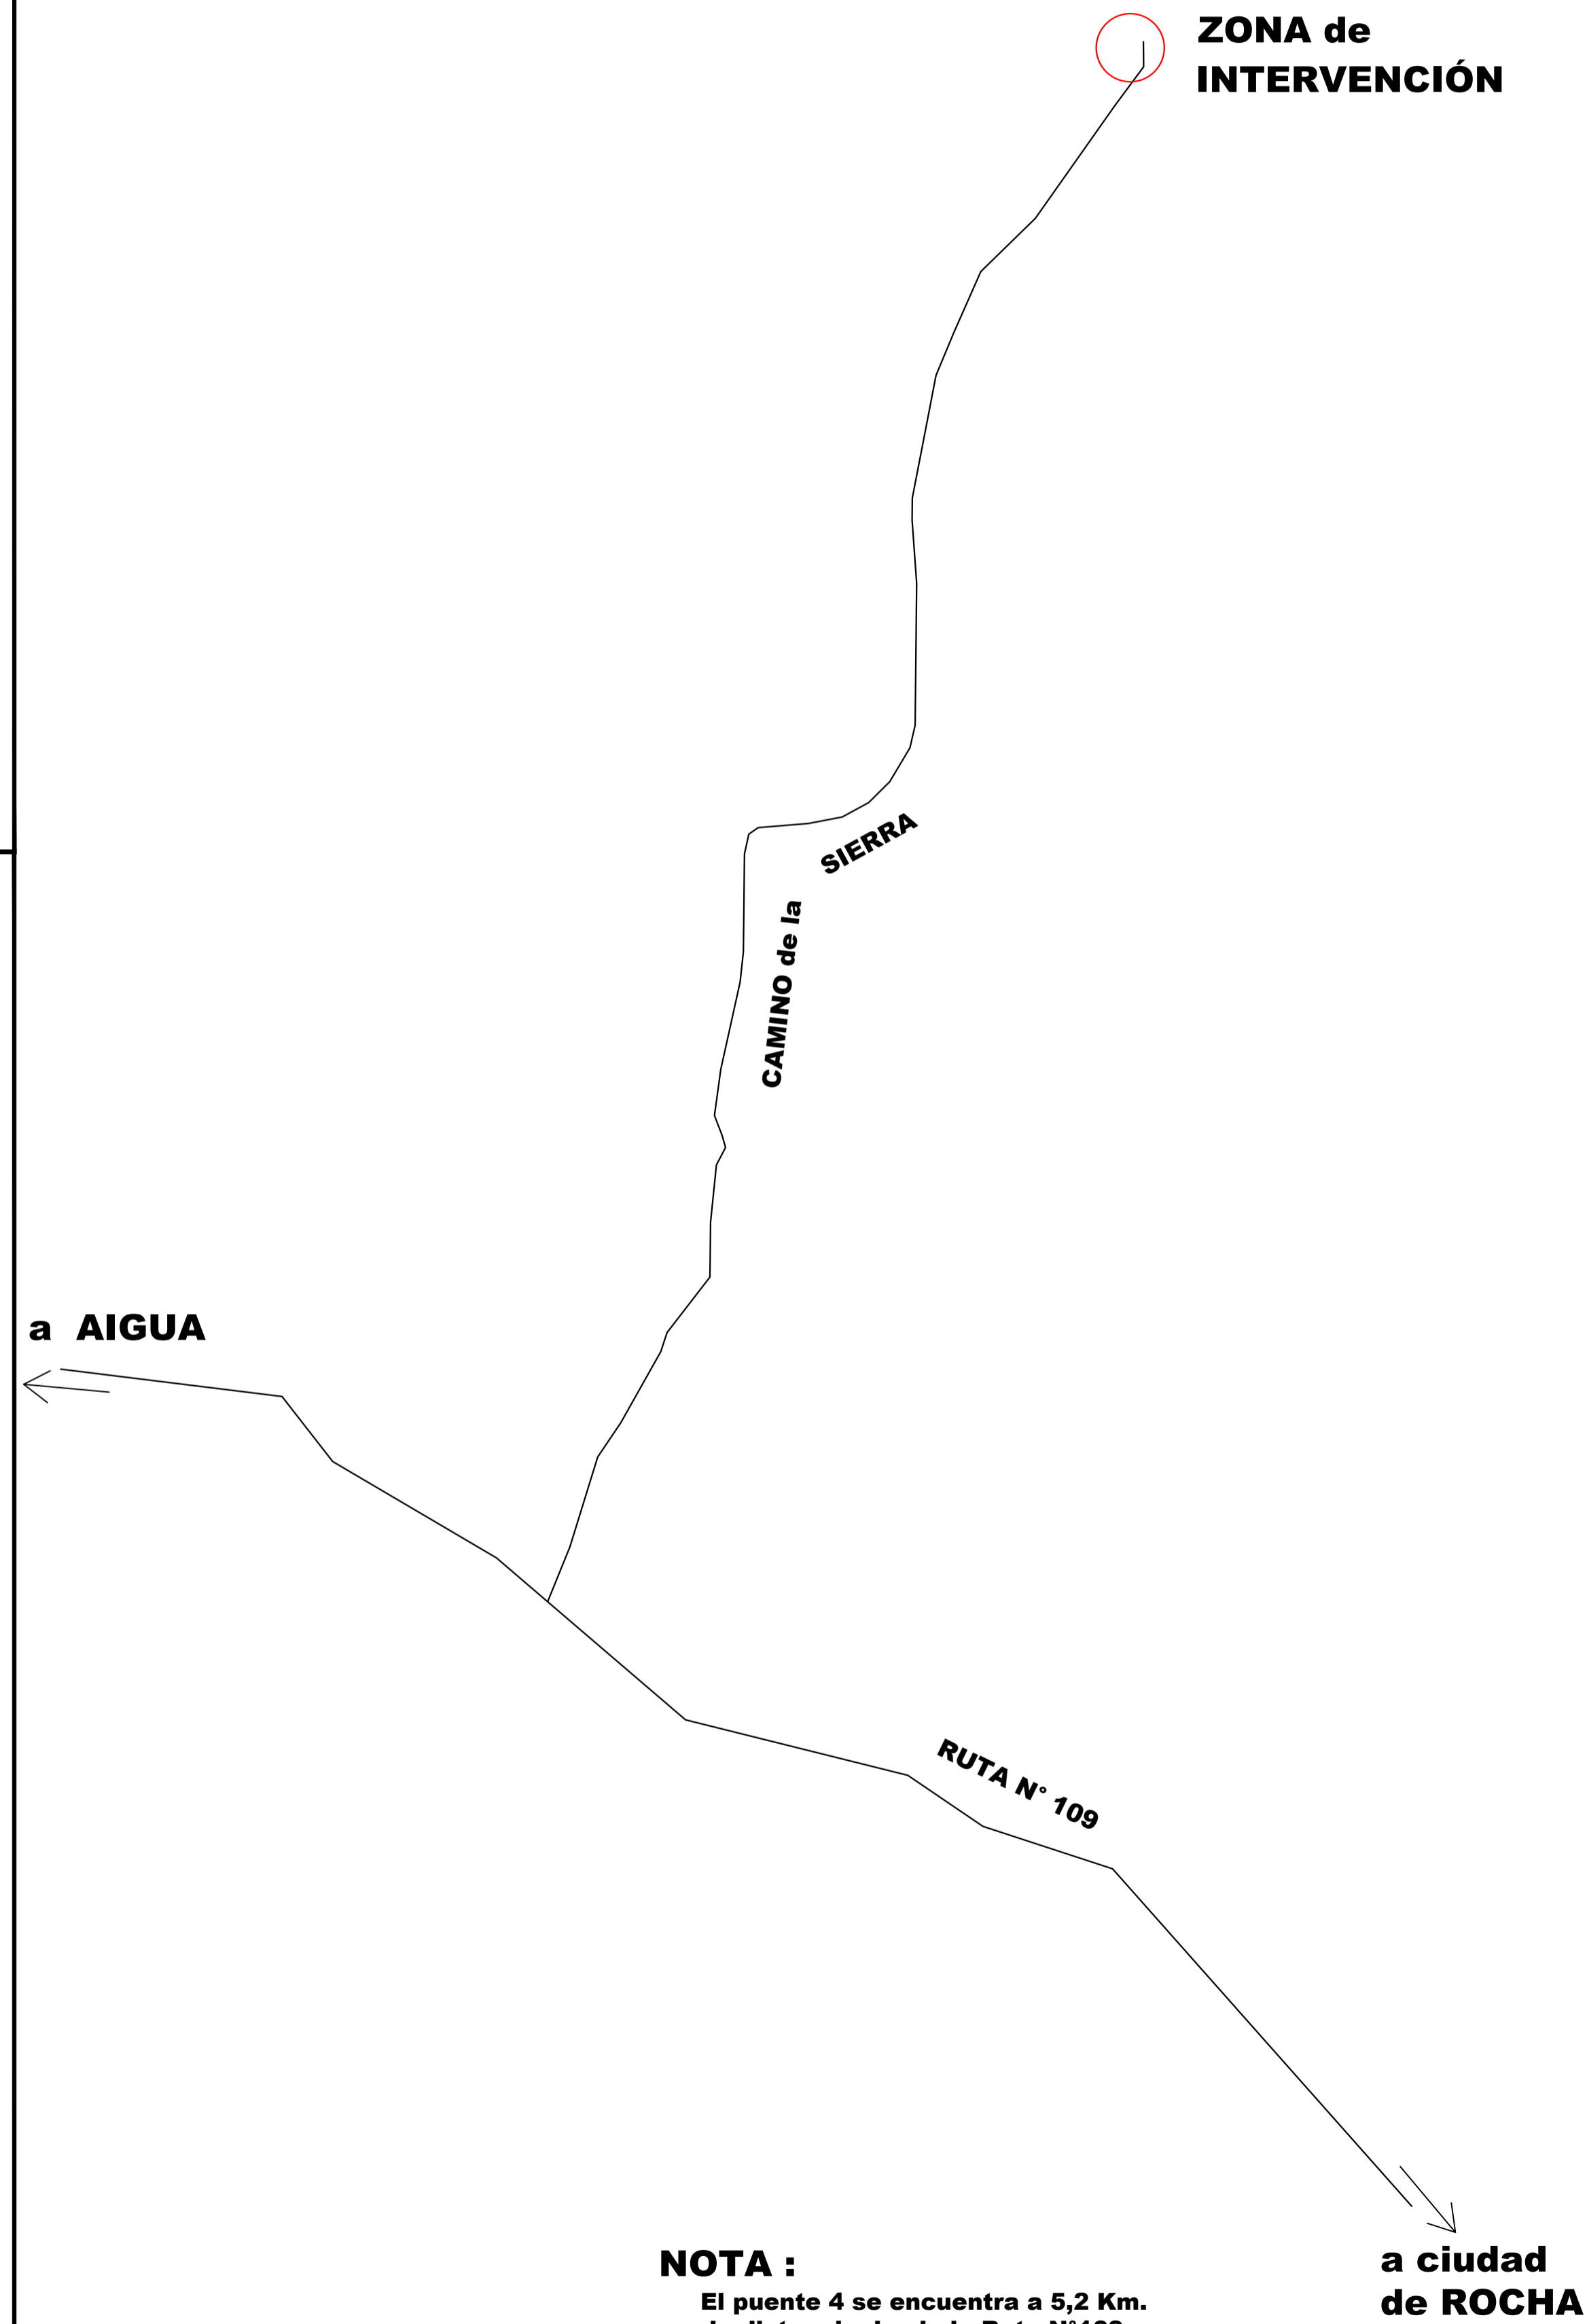 ZONA de
INTERVENCIÓN
SIERRA
CAMINO de la
a AIGUA
RUTA N° 109
NOTA :
El puente 4 se encuentra a 5,2 Km.
a ciudad
de ROCHA